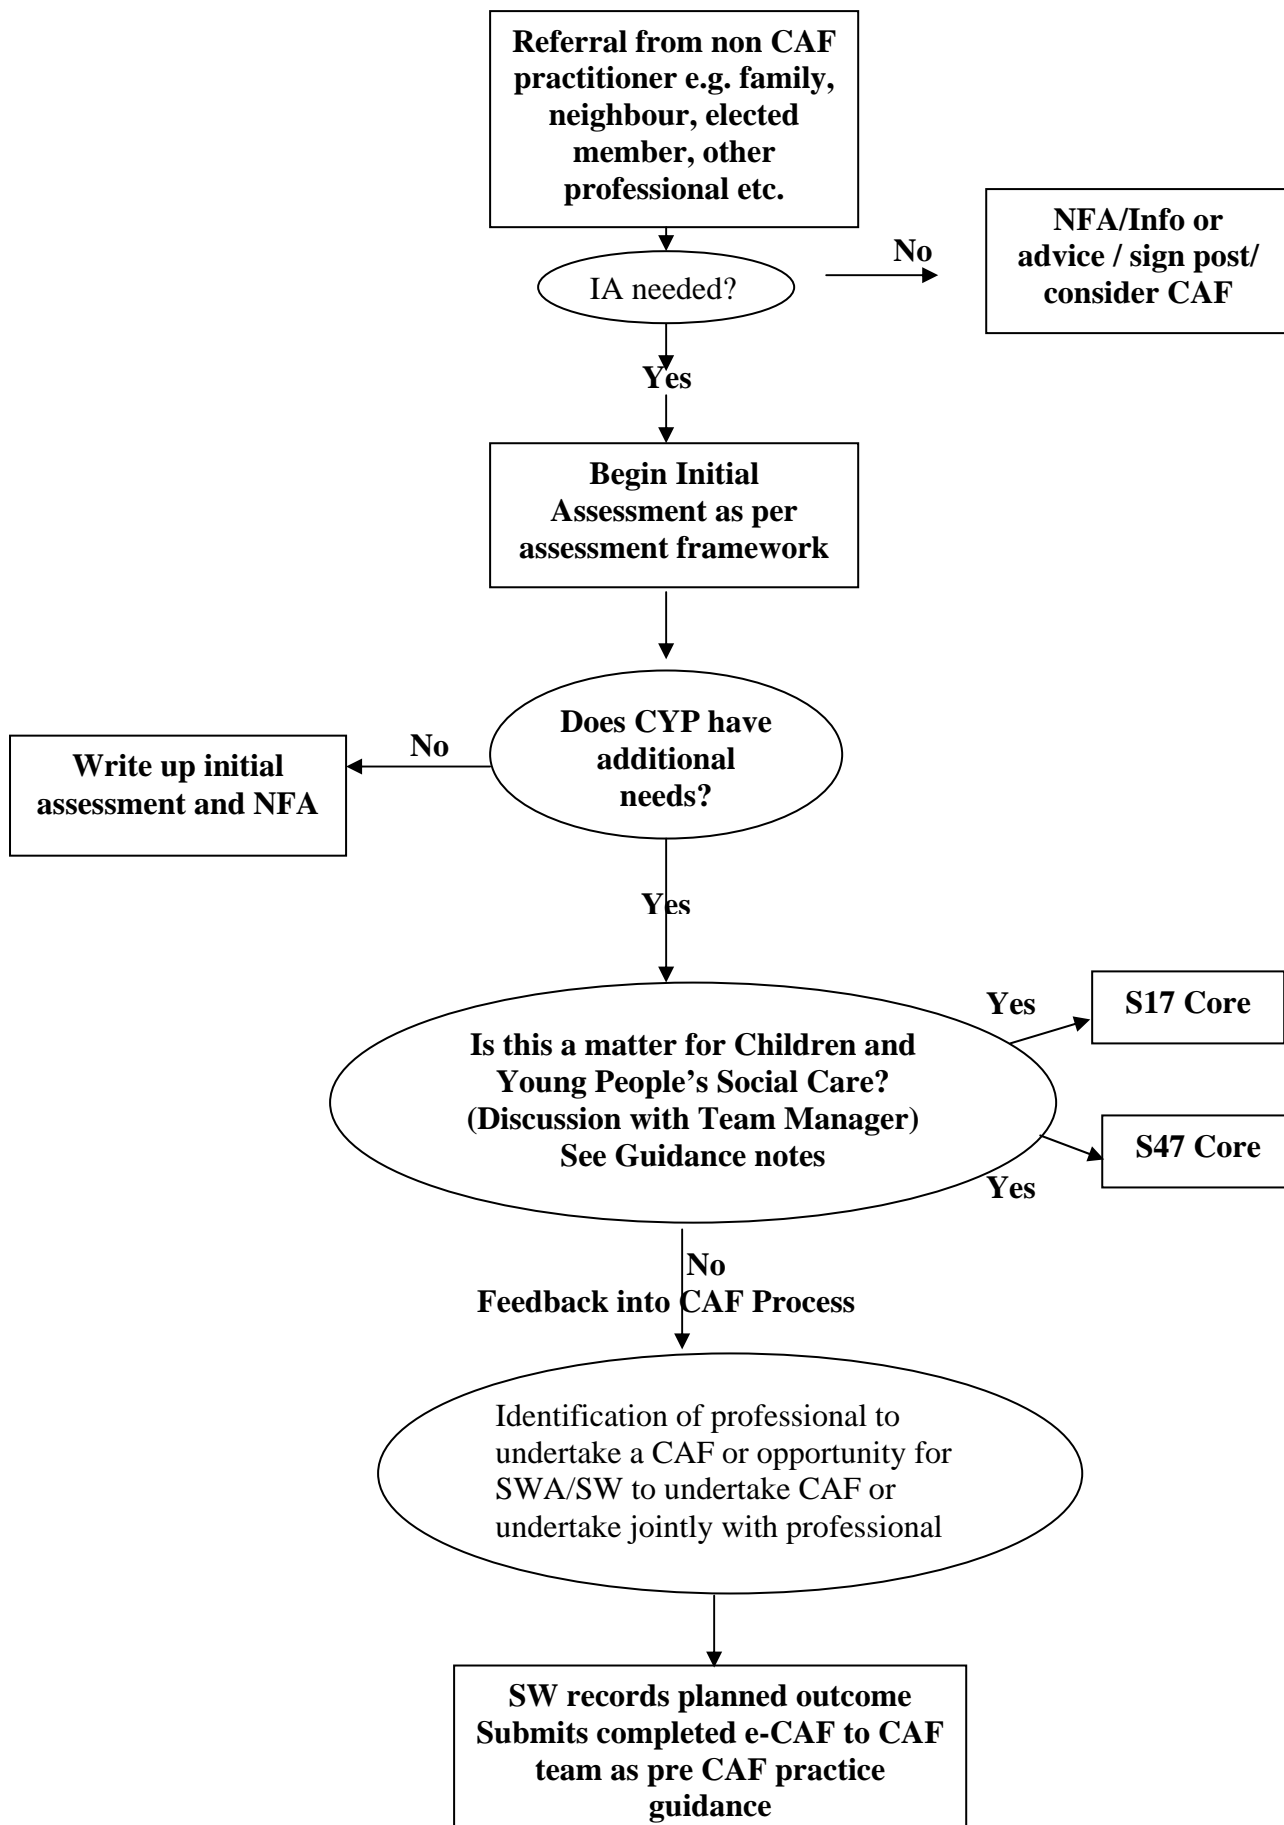 Referral from non CAF
practitioner e.g. family,
neighbour, elected
member, other
professional etc.
No
NFA/Info or
advice / sign post/
consider CAF
IA needed?
Yes
Begin Initial
Assessment as per
assessment framework
Does CYP have
additional
needs?
No
Write up initial
assessment and NFA
Yes
Is this a matter for Children and
Young People’s Social Care?
(Discussion with Team Manager)
See Guidance notes
Yes
S17 Core
Yes
S47 Core
No
Feedback into CAF Process
Identification of professional to
undertake a CAF or opportunity for
SWA/SW to undertake CAF or
undertake jointly with professional
SW records planned outcome
Submits completed e-CAF to CAF
team as pre CAF practice
guidance